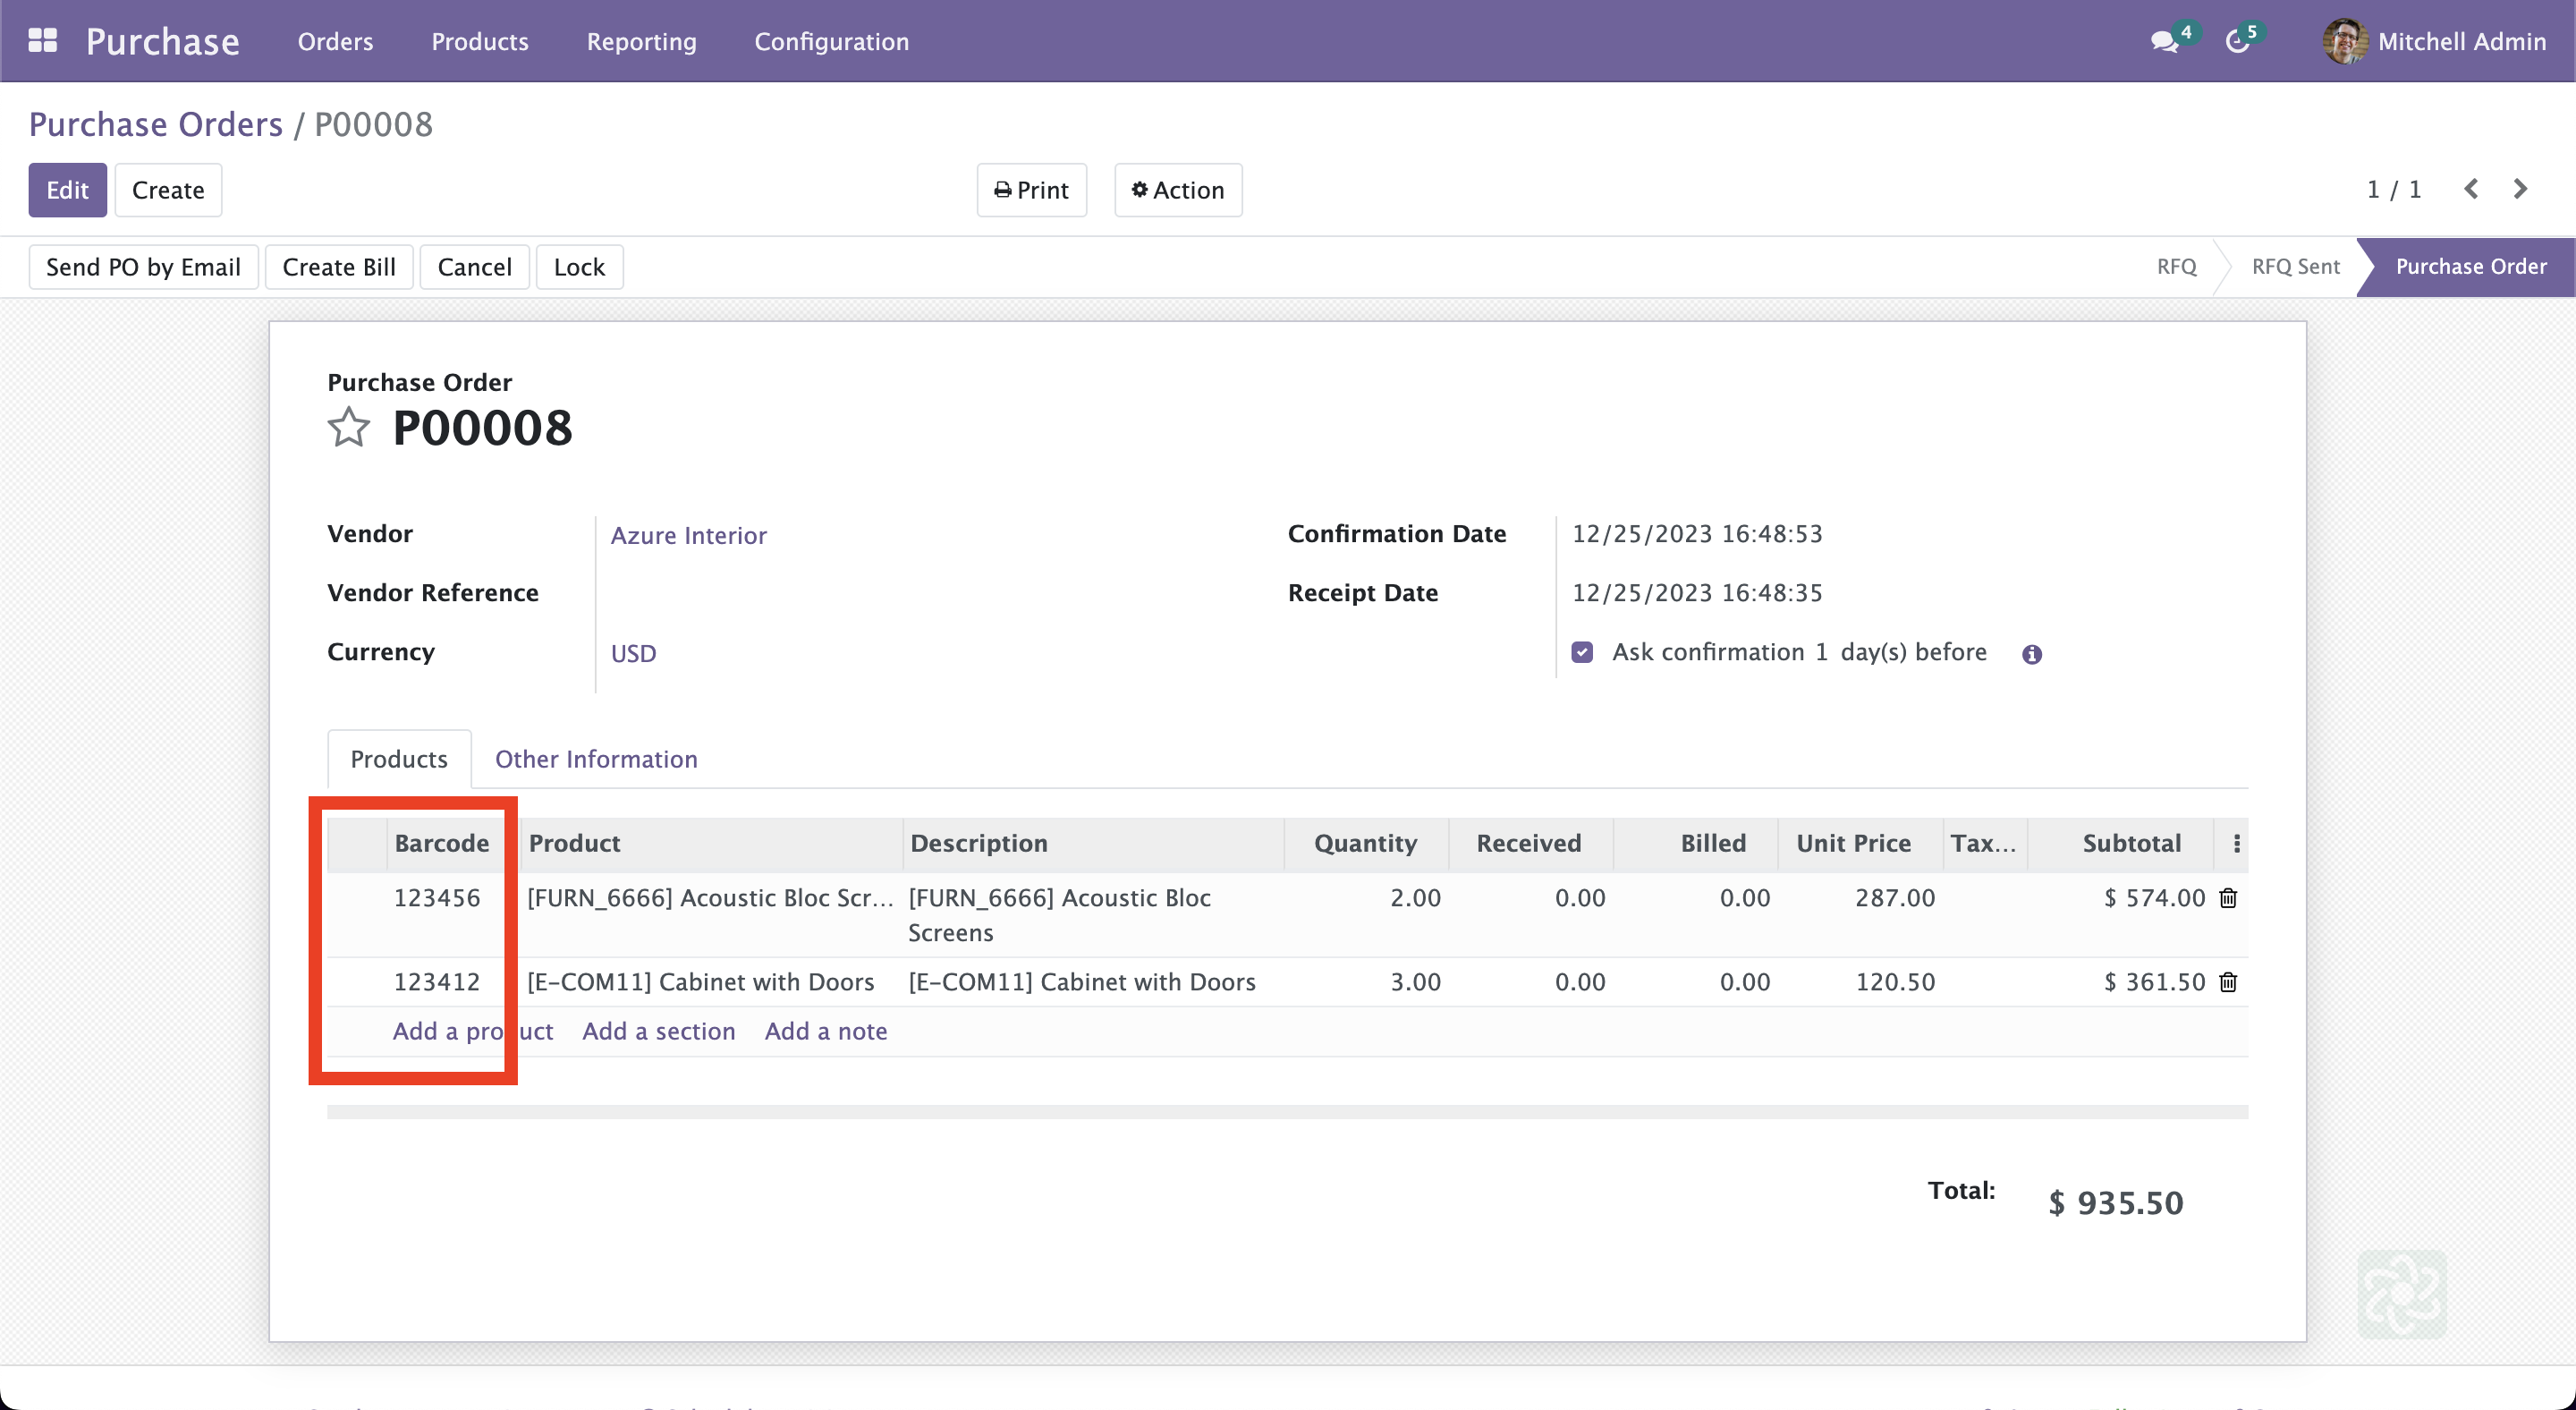 Purchase Orders Products Reporting Configuration 4 5 Mitchell Admin
Purchase Orders / P00008
Edit Create Print Action 1 / 1
Send PO by Email Create Bill Cancel Lock RFQ RFQ Sent Purchase Order
Purchase Order
P00008
Vendor Azure Interior Confirmation Date 12/25/2023 16:48:53
Vendor Reference Receipt Date 12/25/2023 16:48:35
Currency USD Ask confirmation 1 day(s) before
Products Other Information
Barcode Product Description Quantity Received Billed Unit Price Tax... Subtotal
123456 [FURN_6666] Acoustic Bloc Scr... [FURN_6666] Acoustic Bloc 2.00 0.00 0.00 287.00 $ 574.00
Screens
123412 [E-COM11] Cabinet with Doors [E-COM11] Cabinet with Doors 3.00 0.00 0.00 120.50 $ 361.50
Add a product Add a section Add a note
Total: $ 935.50